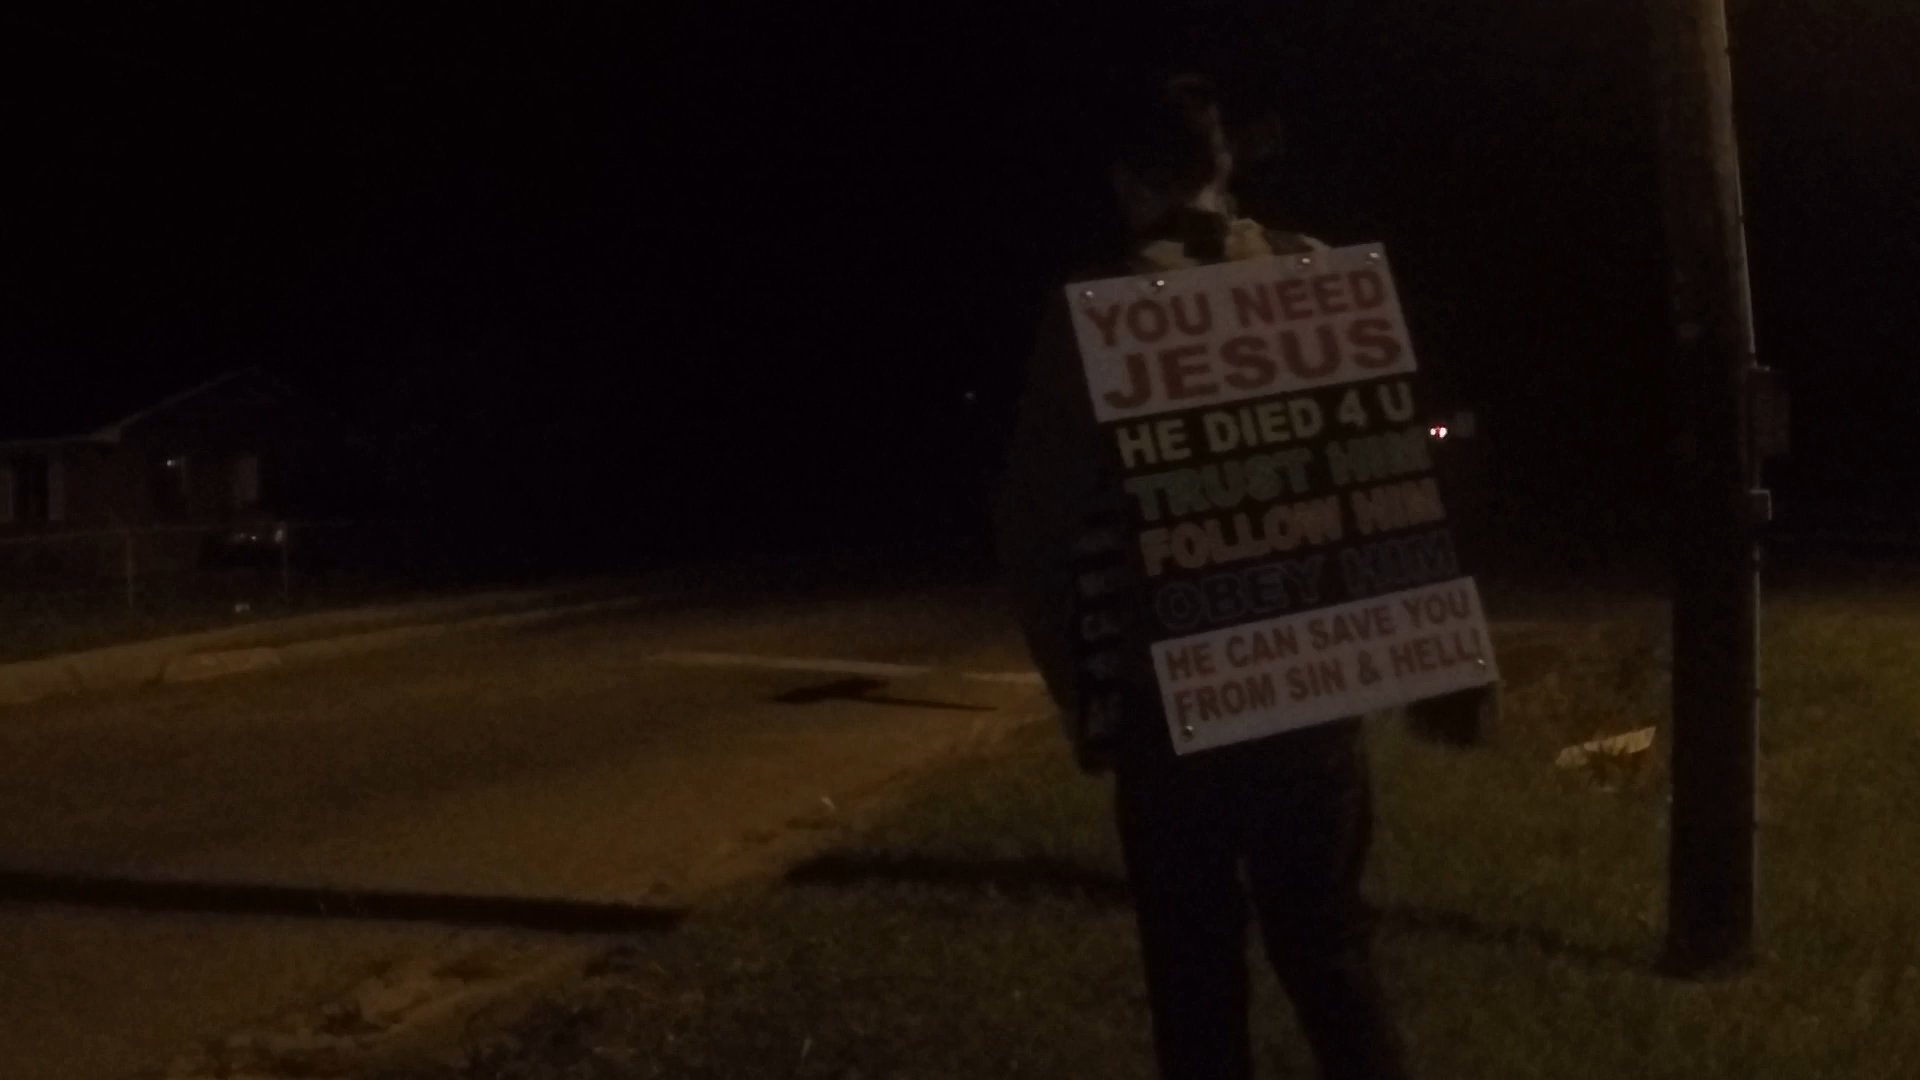 YOU NEED
JESUS
HE DIED 4 U
TRUST HIM
FOLLOW HIM
OBEY HIM
HE CAN SAVE YOU
FROM SIN & HELL!